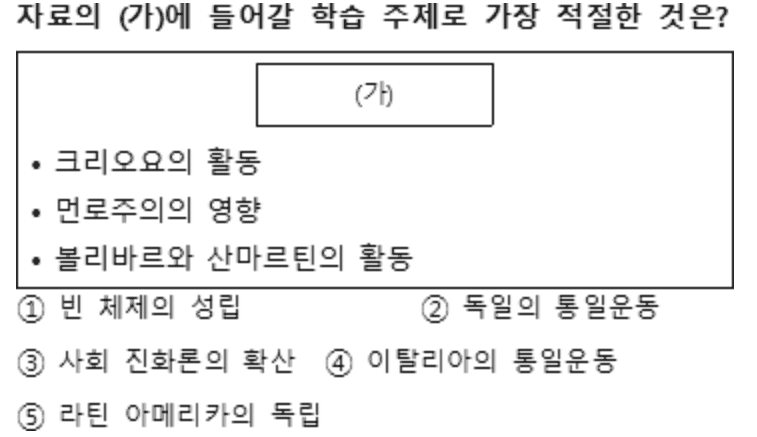 자료의 (가)에 들어갈 학습 주제로 가장 적절한 것은?
(가)
• 크리오요의 활동
• 먼로주의의 영향
• 볼리바르와 산마르틴의 활동
① 빈 체제의 성립 ② 독일의 통일운동
③ 사회 진화론의 확산 ④ 이탈리아의 통일운동
⑤ 라틴 아메리카의 독립